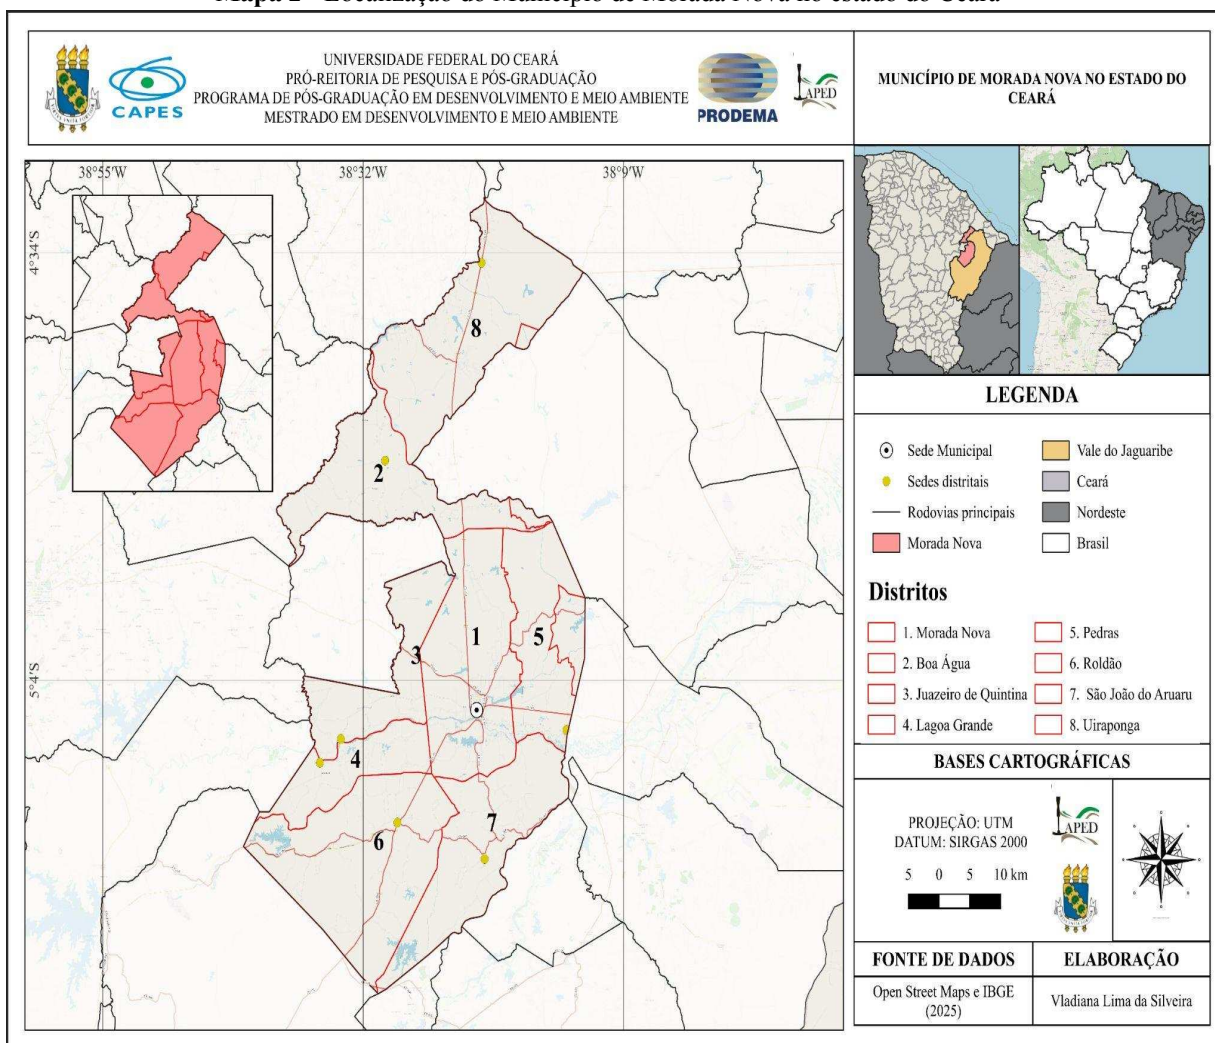 Mapa 2 - Localização do Município de Morada Nova no estado do Ceará
UNIVERSIDADE FEDERAL DO CEARÁ
PRÓ-REITORIA DE PESQUISA E PÓS-GRADUAÇÃO
PROGRAMA DE PÓS-GRADUAÇÃO EM DESENVOLVIMENTO E MEIO AMBIENTE
MESTRADO EM DESENVOLVIMENTO E MEIO AMBIENTE
CAPES
PRODEMA
APED
MUNICÍPIO DE MORADA NOVA NO ESTADO DO
CEARÁ
38°55'W
38°32'W
38°9'W
4°34'S
5°4'S
8
2
1
5
3
4
6
7
LEGENDA
Sede Municipal
Sedes distritais
Rodovias principais
Morada Nova
Vale do Jaguaribe
Ceará
Nordeste
Brasil
Distritos
1. Morada Nova
2. Boa Água
3. Juazeiro de Quintina
4. Lagoa Grande
5. Pedras
6. Roldão
7. São João do Aruaru
8. Uiraponga
BASES CARTOGRÁFICAS
PROJEÇÃO: UTM
DATUM: SIRGAS 2000
5 0 5 10 km
APED
FONTE DE DADOS
Open Street Maps e IBGE
(2025)
ELABORAÇÃO
Vladiana Lima da Silveira